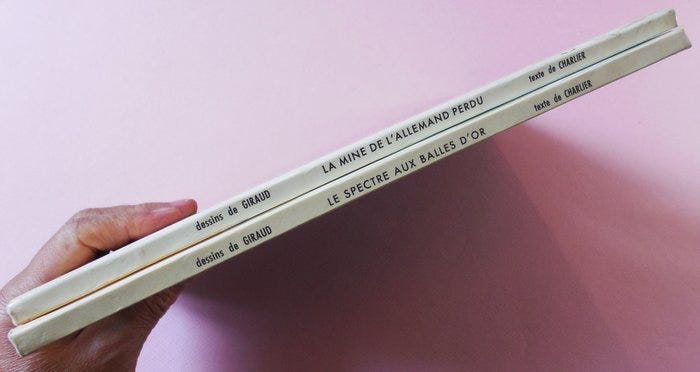 dessins de GIRAUD LA MINE DE L'ALLEMAND PERDU texte de CHARLIER
dessins de GIRAUD LE SPECTRE AUX BALLES D'OR texte de CHARLIER